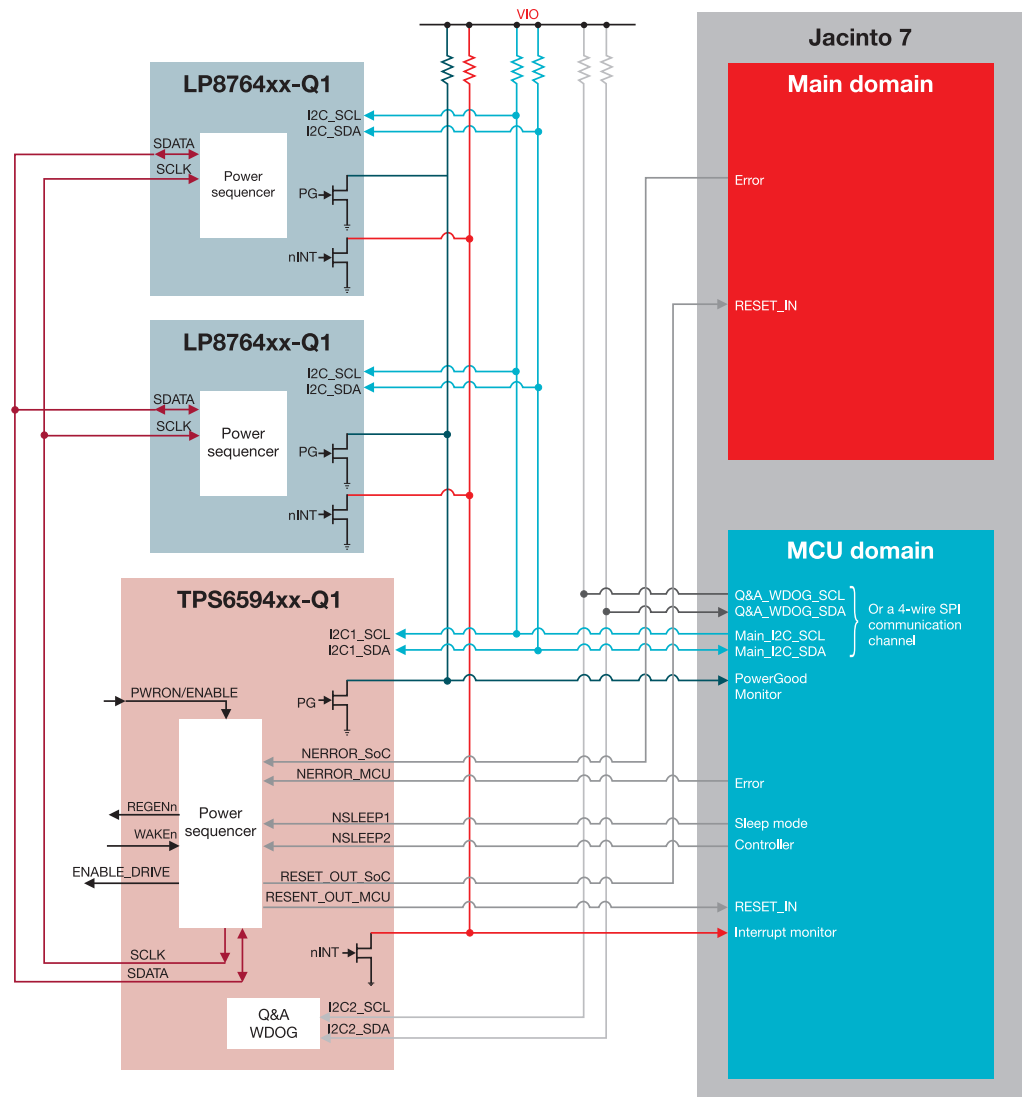 VIO
LP8764xx-Q1
I2C_SCL
I2C_SDA
SDATA
SCLK
Power
sequencer
PG
nINT
LP8764xx-Q1
I2C_SCL
I2C_SDA
SDATA
SCLK
Power
sequencer
PG
nINT
TPS6594xx-Q1
I2C1_SCL
I2C1_SDA
PWRON/ENABLE
PG
NERROR_SoC
NERROR_MCU
REGENn
Power
sequencer
WAKEn
NSLEEP1
NSLEEP2
ENABLE_DRIVE
RESET_OUT_SoC
RESENT_OUT_MCU
SCLK
SDATA
nINT
Q&A
WDOG
I2C2_SCL
I2C2_SDA
Jacinto 7
Main domain
Error
RESET_IN
MCU domain
Q&A_WDOG_SCL
Q&A_WDOG_SDA
Main_I2C_SCL
Main_I2C_SDA
Or a 4-wire SPI
communication
channel
PowerGood
Monitor
Error
Sleep mode
Controller
RESET_IN
Interrupt monitor